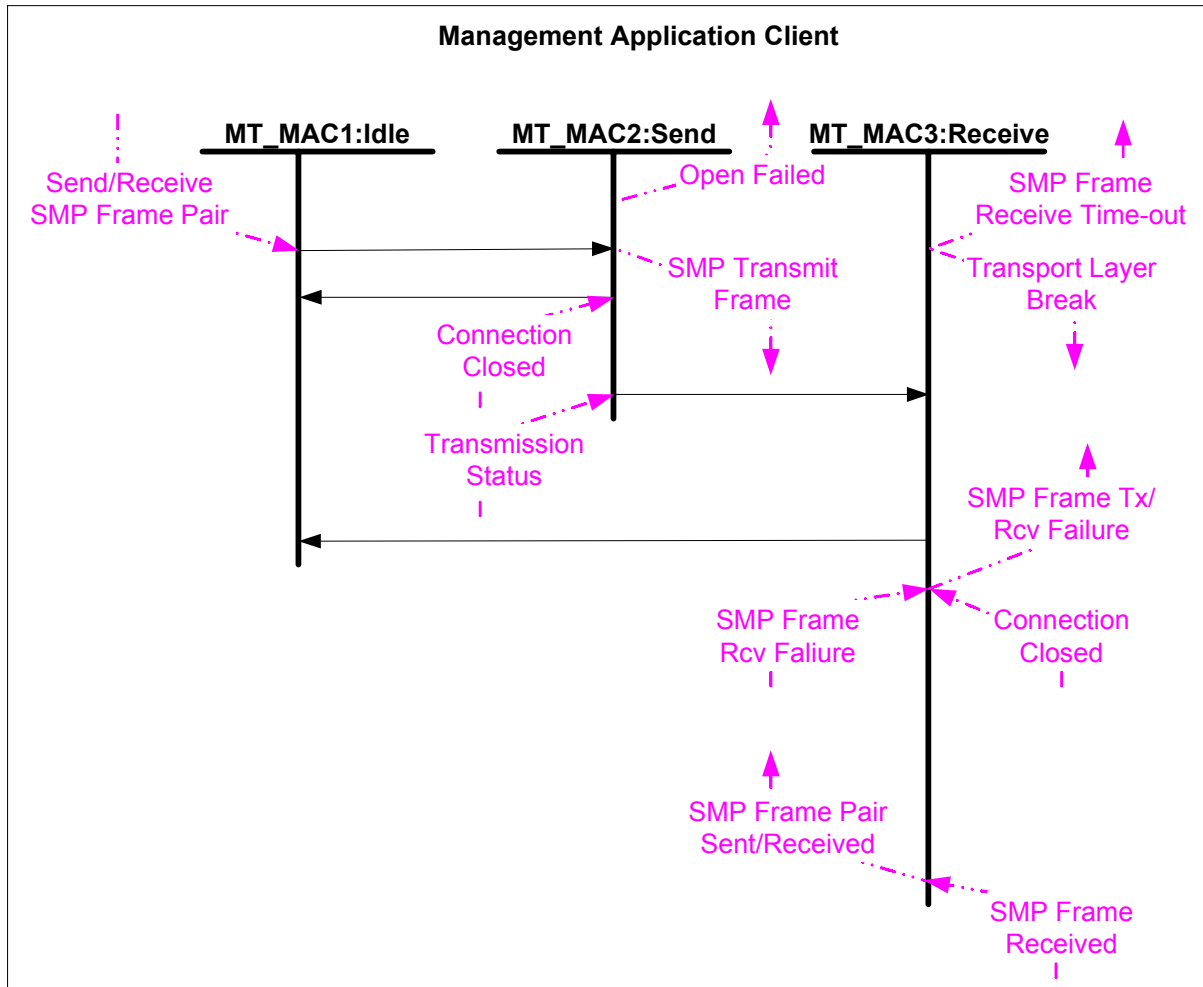 Management Application Client
MT_MAC1:Idle
MT_MAC2:Send
MT_MAC3:Receive
Send/Receive
SMP Frame Pair
Open Failed
SMP Frame
Receive Time-out
SMP Transmit
Frame
Transport Layer
Break
Connection
Closed
Transmission
Status
SMP Frame Tx/
Rcv Failure
SMP Frame
Rcv Faliure
Connection
Closed
SMP Frame Pair
Sent/Received
SMP Frame
Received